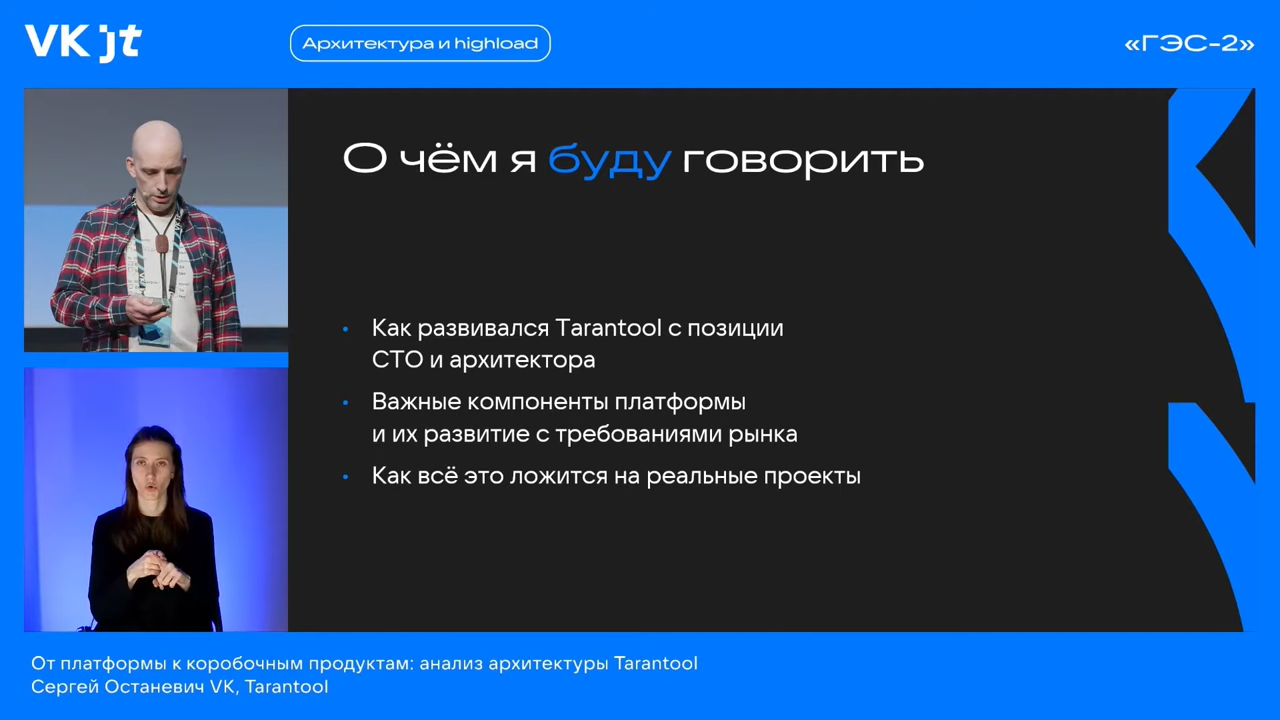 VK jt
Архитектура и highload
«ГЭС-2»
О чём я буду говорить
• Как развивался Tarantool с позиции
CTO и архитектора
• Важные компоненты платформы
и их развитие с требованиями рынка
• Как всё это ложится на реальные проекты
От платформы к коробочным продуктам: анализ архитектуры Tarantool
Сергей Останевич VK, Tarantool